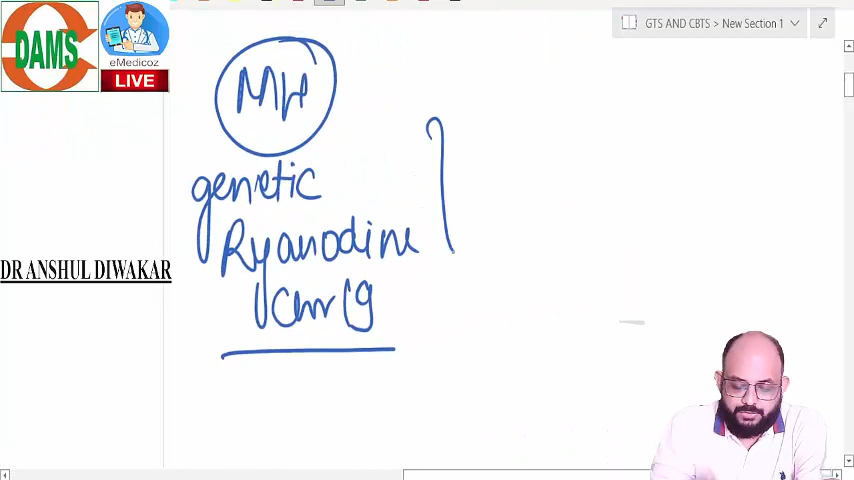 DAMS
eMedicoz
LIVE
GTS AND CBTS > New Section 1
MH
genetic
Ryanodine
DR ANSHUL DIWAKAR
Chr 19